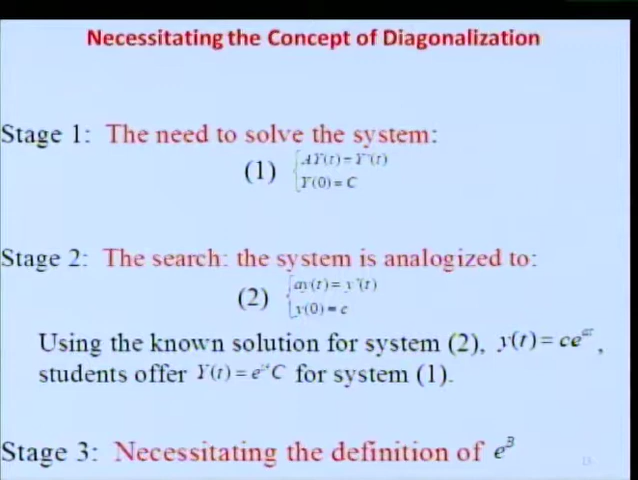 Necessitating the Concept of Diagonalization
Stage 1: The need to solve the system:
(1) { AY(t) = Y'(t)
Y(0) = C
Stage 2: The search: the system is analogized to:
(2) { ay(t) = y'(t)
y(0) = c
Using the known solution for system (2), y(t) = ce^{at},
students offer Y(t) = e^{At}C for system (1).
Stage 3: Necessitating the definition of e^B